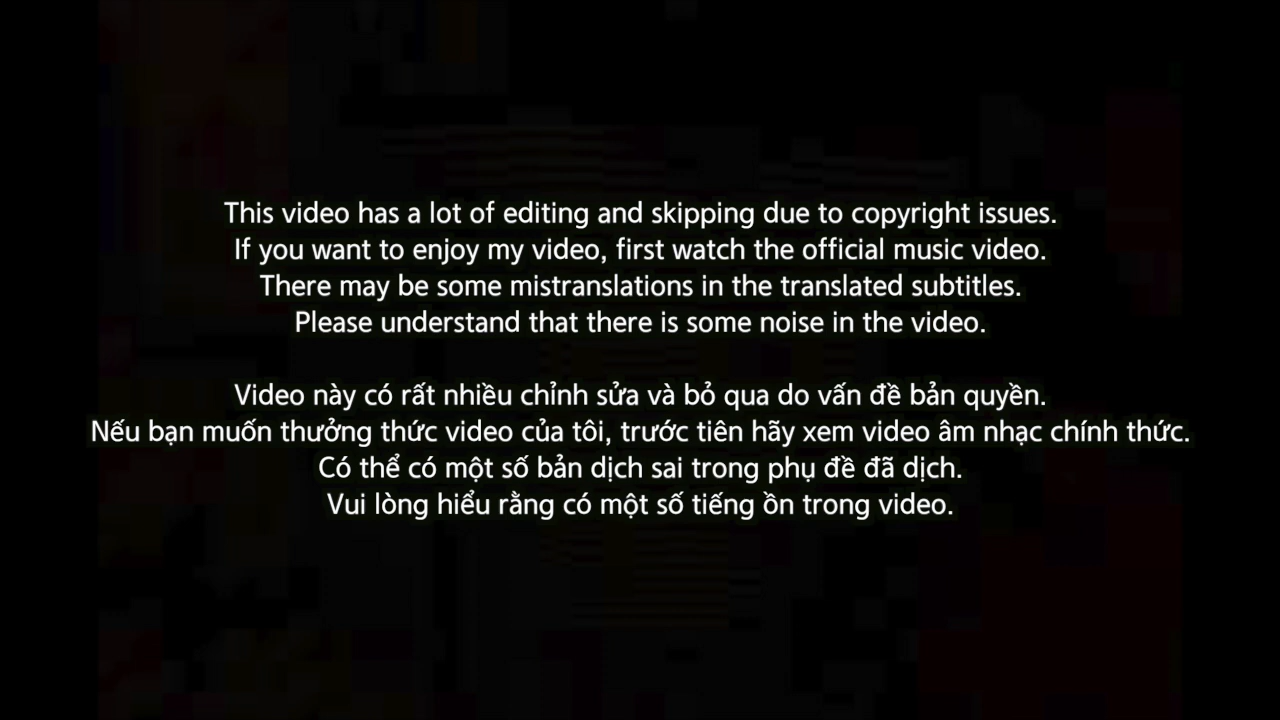 This video has a lot of editing and skipping due to copyright issues.
If you want to enjoy my video, first watch the official music video.
There may be some mistranslations in the translated subtitles.
Please understand that there is some noise in the video.
Video này có rất nhiều chỉnh sửa và bỏ qua do vấn đề bản quyền.
Nếu bạn muốn thưởng thức video của tôi, trước tiên hãy xem video âm nhạc chính thức.
Có thể có một số bản dịch sai trong phụ đề đã dịch.
Vui lòng hiểu rằng có một số tiếng ồn trong video.